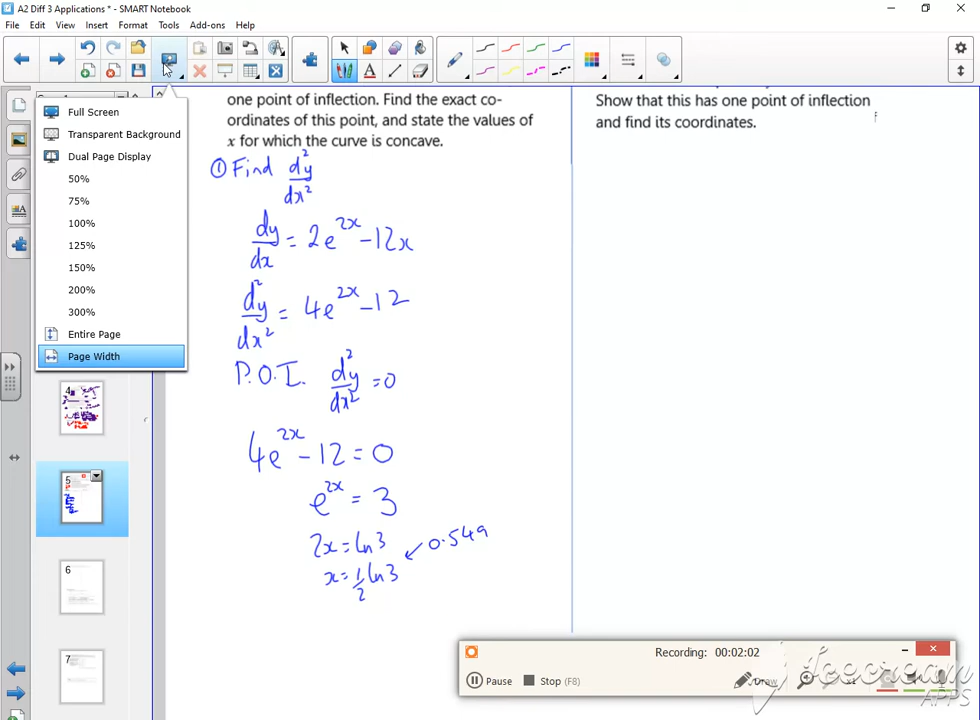 A2 Diff 3 Applications * - SMART Notebook
File Edit View Insert Format Tools Add-ons Help
Full Screen
Transparent Background
Dual Page Display
50%
75%
100%
125%
150%
200%
300%
Entire Page
Page Width
4
5
6
7
one point of inflection. Find the exact co-
ordinates of this point, and state the values of
x for which the curve is concave.
① Find d²y/dx²
dy/dx = 2e^2x - 12x
d²y/dx² = 4e^2x - 12
P.O.I. d²y/dx² = 0
4e^2x - 12 = 0
e^2x = 3
2x = ln3
0.549
x = 1/2 ln3
Show that this has one point of inflection
and find its coordinates.
Recording: 00:02:02
Pause Stop (F8) Draw x1
Icecream
APPS